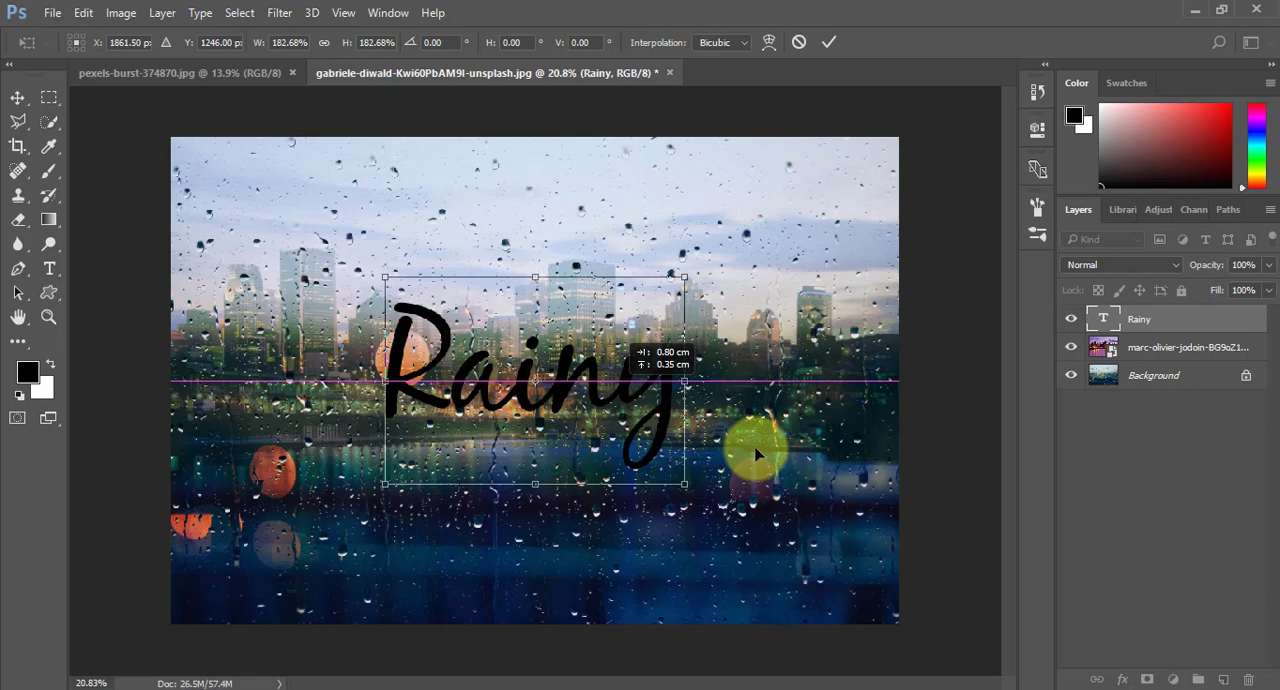 Ps File Edit Image Layer Type Select Filter 3D View Window Help
X: 1861.50 px Y: 1246.00 px W: 182.68% H: 182.68% 0.00 ° H: 0.00 ° V: 0.00 ° Interpolation: Bicubic
pexels-burst-374870.jpg @ 13.9% (RGB/8) × gabriele-diwald-Kwi60PbAM9I-unsplash.jpg @ 20.8% (Rainy, RGB/8) * ×
Color Swatches
Layers Librari Adjust Chann Paths
Kind
Normal Opacity: 100%
Lock: Fill: 100%
T Rainy
marc-olivier-jodoin-BG9oZ1...
Background
Rainy
→|: 0.80 cm
0.35 cm
20.83% Doc: 26.5M/57.4M